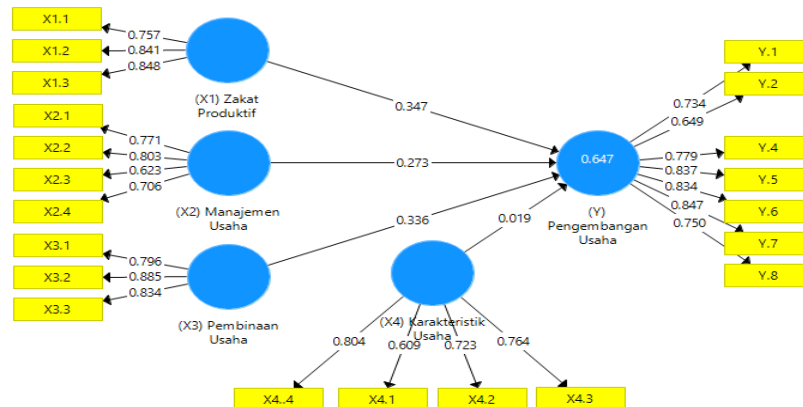 X1.1
X1.2
X1.3
0.757
0.841
0.848
(X1) Zakat
Produktif
X2.1
X2.2
X2.3
X2.4
0.771
0.803
0.623
0.706
(X2) Manajemen
Usaha
X3.1
X3.2
X3.3
0.796
0.885
0.834
(X3) Pembinaan
Usaha
0.347
0.273
0.336
0.019
0.647
(Y)
Pengembangan
Usaha
0.734
0.649
0.779
0.837
0.834
0.847
0.750
Y.1
Y.2
Y.4
Y.5
Y.6
Y.7
Y.8
(X4) Karakteristik
Usaha
0.804
0.609
0.723
0.764
X4..4
X4.1
X4.2
X4.3